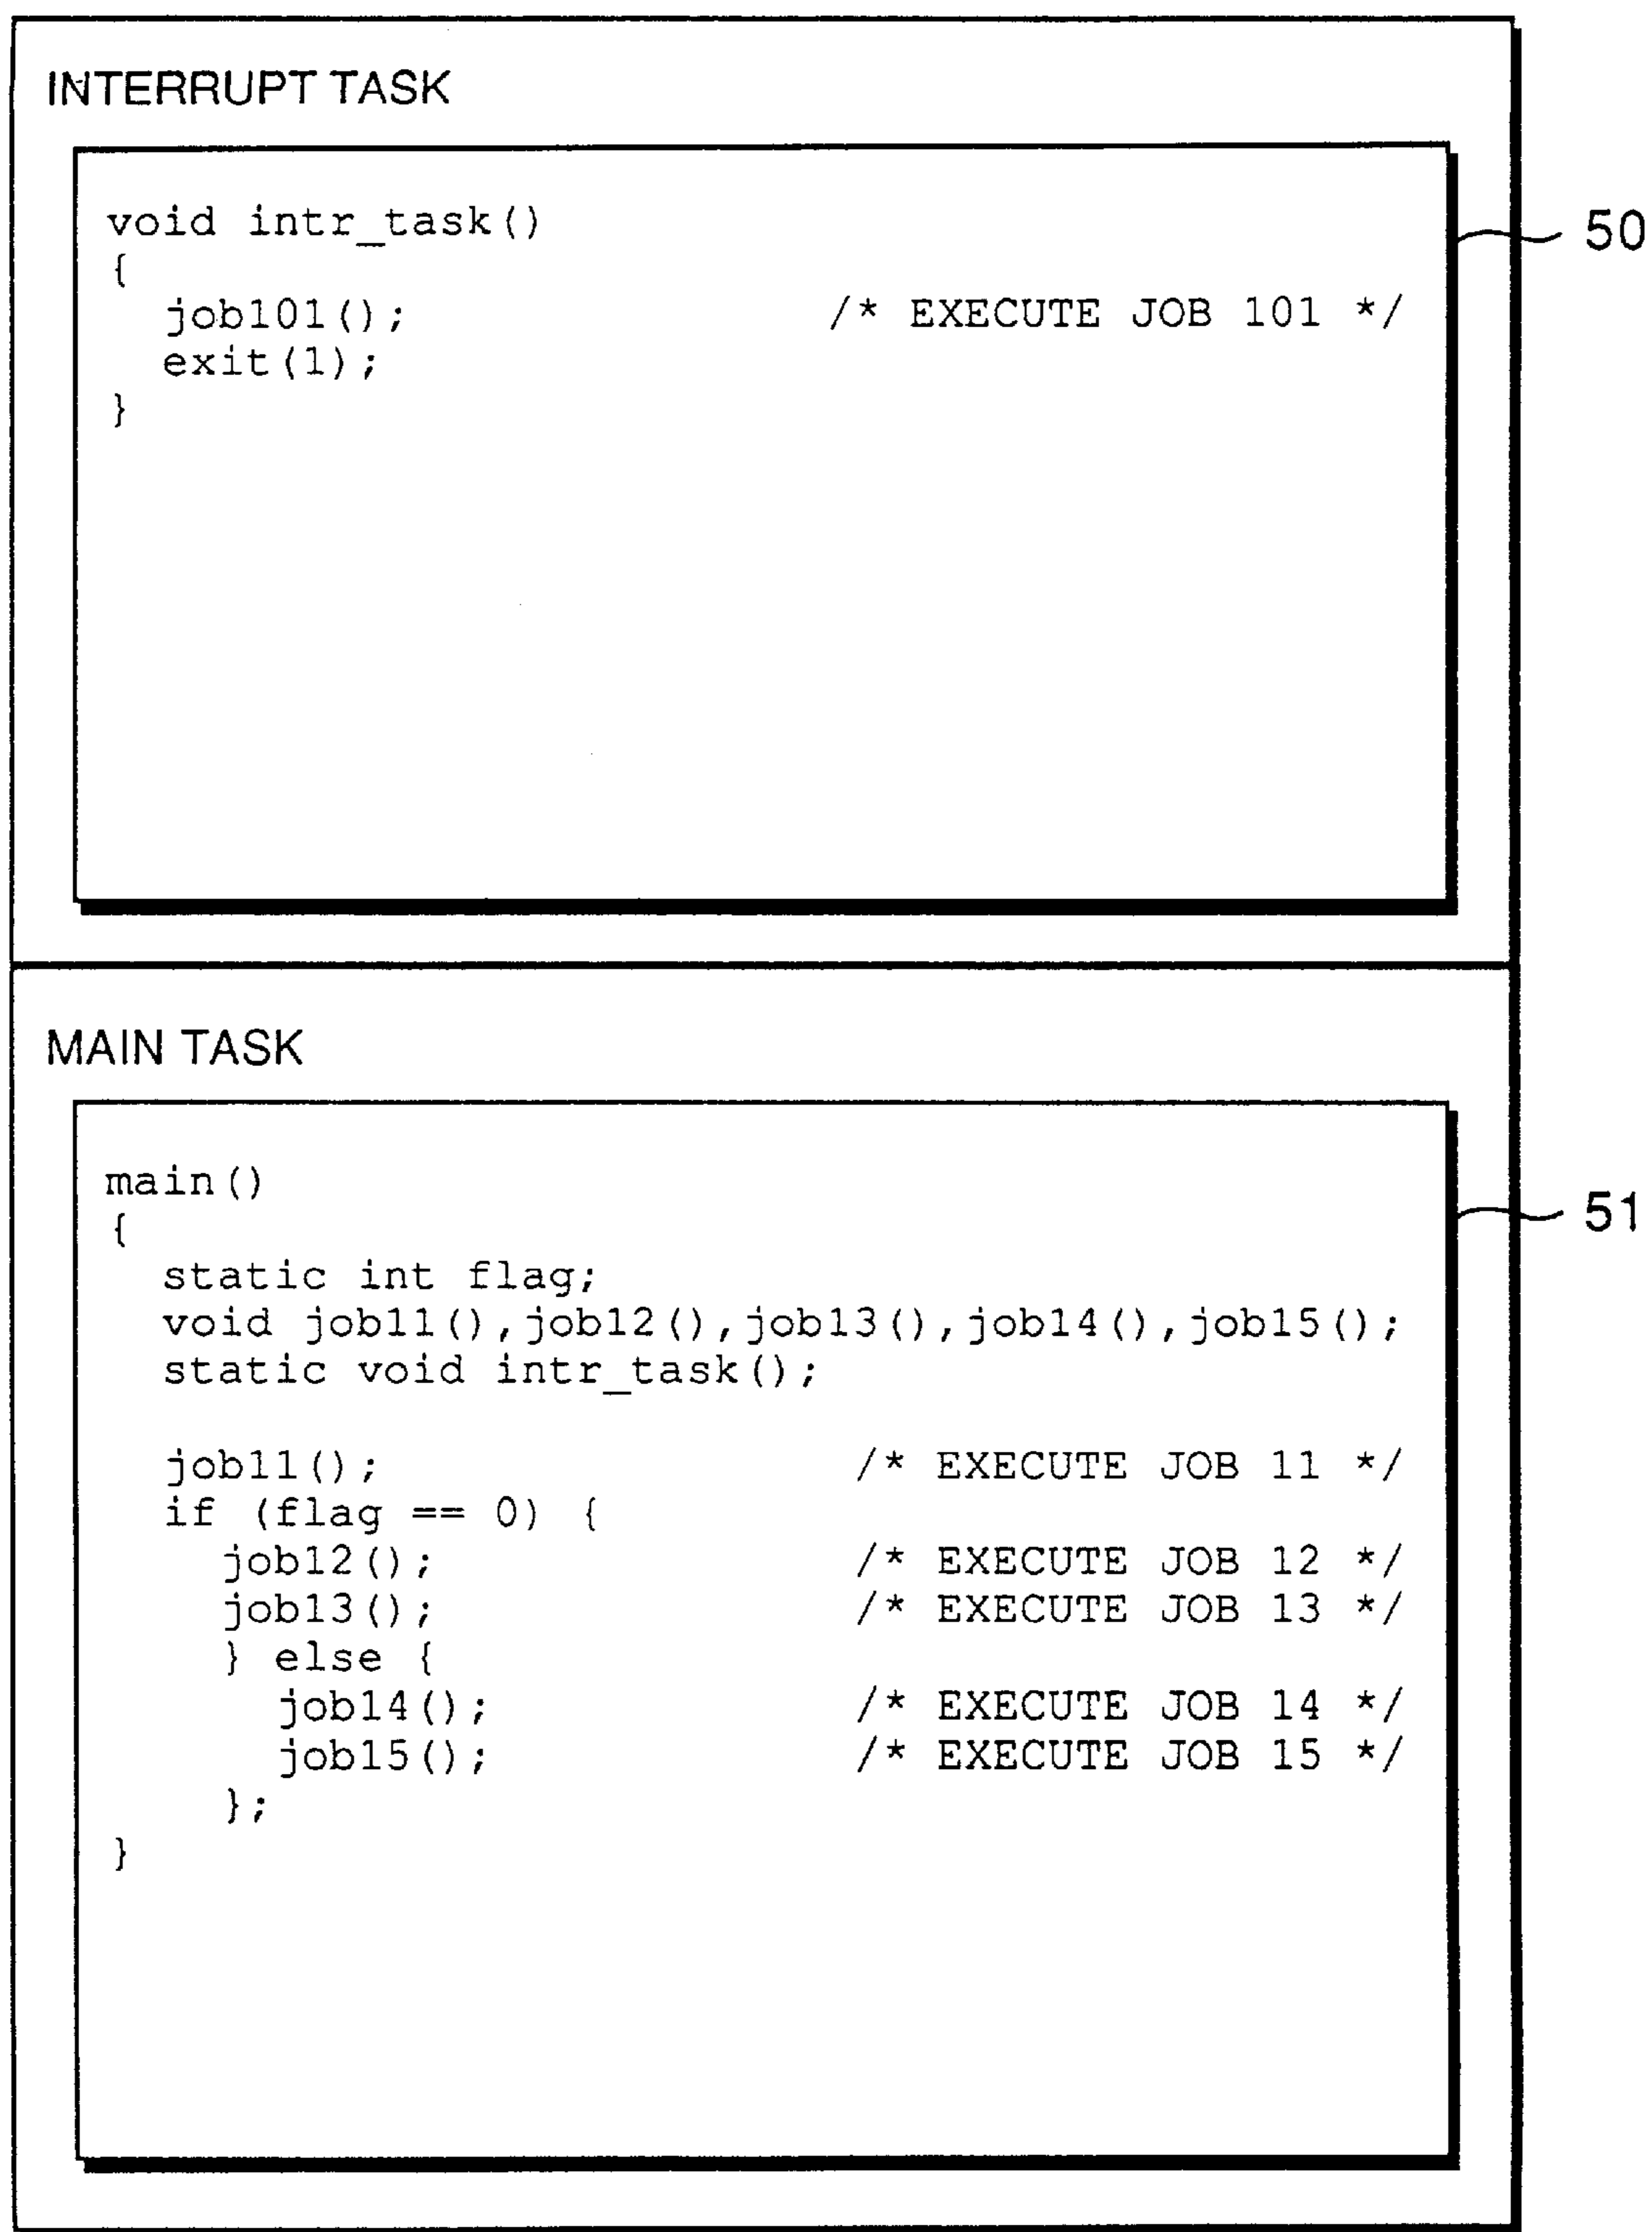 INTERRUPT TASK
void intr_task()
{
job101(); /* EXECUTE JOB 101 */
exit(1);
}
50
MAIN TASK
main()
{
static int flag;
void job11(),job12(),job13(),job14(),job15();
static void intr_task();
job11(); /* EXECUTE JOB 11 */
if (flag == 0) {
job12(); /* EXECUTE JOB 12 */
job13(); /* EXECUTE JOB 13 */
} else {
job14(); /* EXECUTE JOB 14 */
job15(); /* EXECUTE JOB 15 */
};
}
51